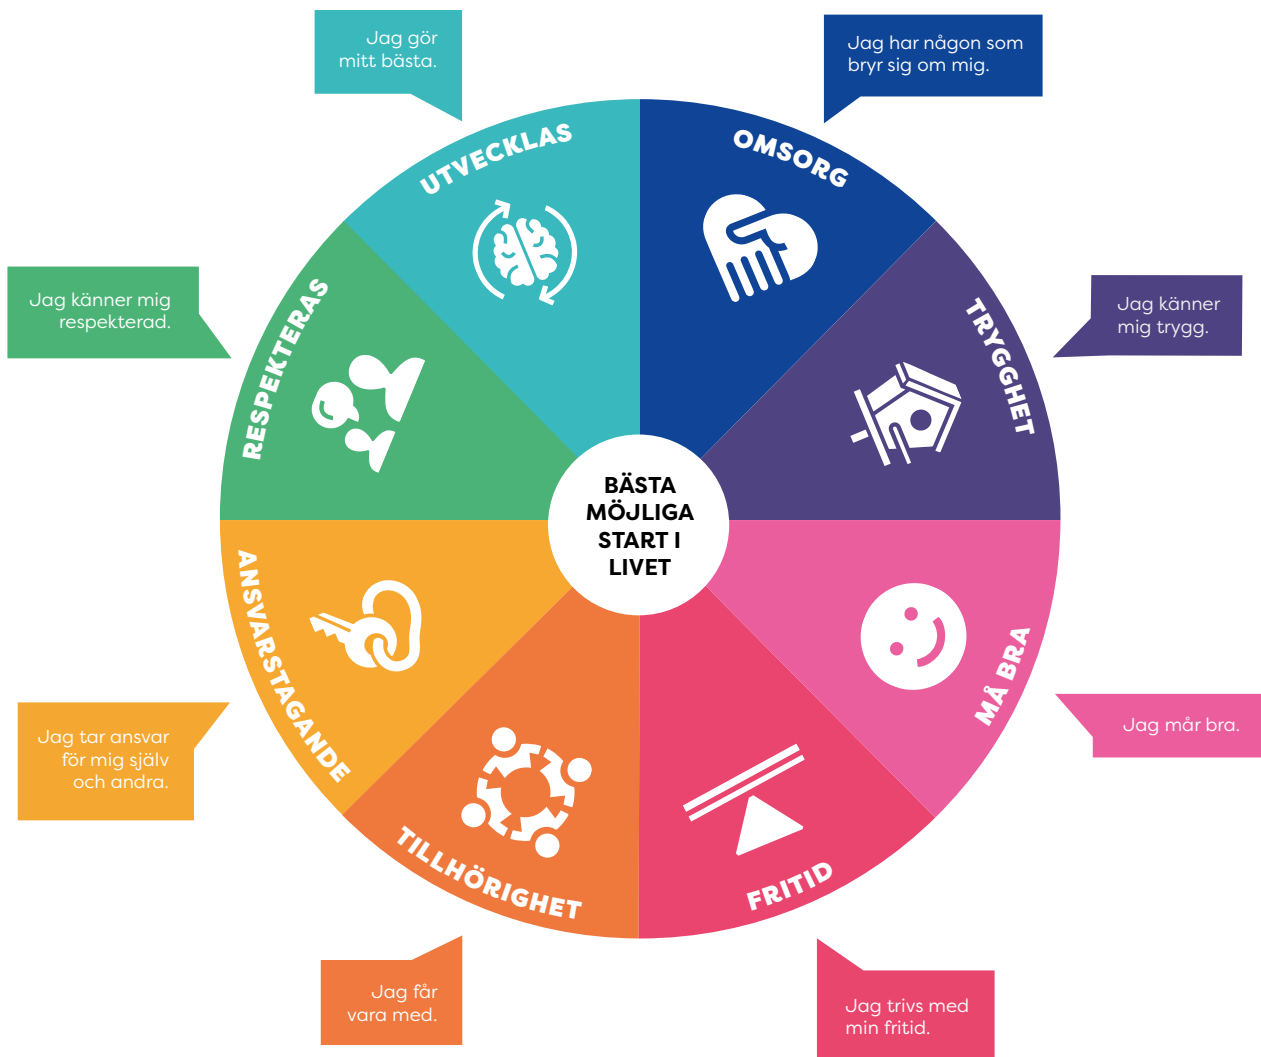 Jag gör
mitt bästa.
Jag har någon som
bryr sig om mig.
UTVECKLAS
OMSORG
Jag känner mig
respekterad.
RESPEKTERAS
TRYGGHET
Jag känner
mig trygg.
BÄSTA
MÖJLIGA
START I
LIVET
ANSVARSTAGANDE
MÅ BRA
Jag tar ansvar
för mig själv
och andra.
Jag mår bra.
TILLHÖRIGHET
FRITID
Jag får
vara med.
Jag trivs med
min fritid.